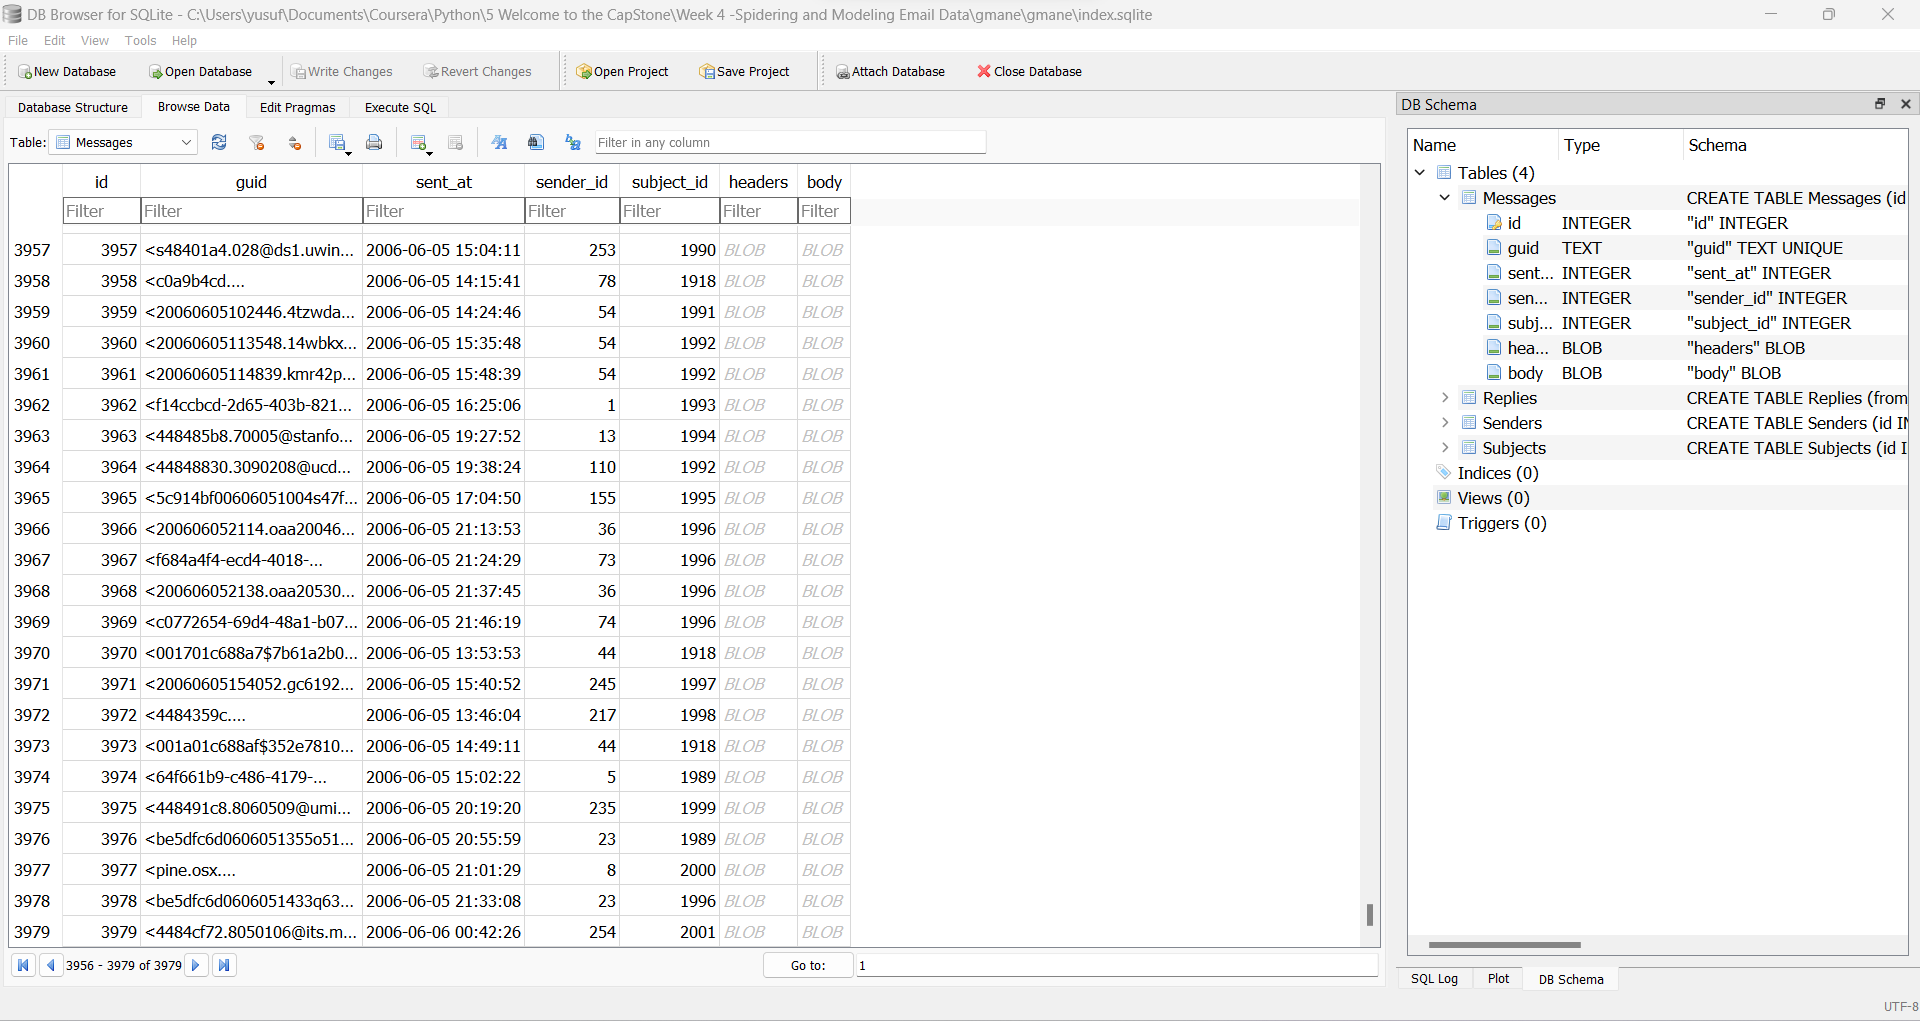 DB Browser for SQLite - C:\Users\yusuf\Documents\Coursera\Python\5 Welcome to the CapStone\Week 4 -Spidering and Modeling Email Data\gmane\gmane\index.sqlite
File Edit View Tools Help
New Database Open Database Write Changes Revert Changes Open Project Save Project Attach Database Close Database
Database Structure Browse Data Edit Pragmas Execute SQL
Table: Messages Filter in any column
id guid sent_at sender_id subject_id headers body
Filter Filter Filter Filter Filter Filter Filter
3957 3957 <s48401a4.028@ds1.uwin... 2006-06-05 15:04:11 253 1990 BLOB BLOB
3958 3958 <c0a9b4cd.... 2006-06-05 14:15:41 78 1918 BLOB BLOB
3959 3959 <20060605102446.4tzwda... 2006-06-05 14:24:46 54 1991 BLOB BLOB
3960 3960 <20060605113548.14wbkx... 2006-06-05 15:35:48 54 1992 BLOB BLOB
3961 3961 <20060605114839.kmr42p... 2006-06-05 15:48:39 54 1992 BLOB BLOB
3962 3962 <f14ccbcd-2d65-403b-821... 2006-06-05 16:25:06 1 1993 BLOB BLOB
3963 3963 <448485b8.70005@stanfo... 2006-06-05 19:27:52 13 1994 BLOB BLOB
3964 3964 <44848830.3090208@ucd... 2006-06-05 19:38:24 110 1992 BLOB BLOB
3965 3965 <5c914bf00606051004s47f... 2006-06-05 17:04:50 155 1995 BLOB BLOB
3966 3966 <200606052114.oaa20046... 2006-06-05 21:13:53 36 1996 BLOB BLOB
3967 3967 <f684a4f4-ecd4-4018-... 2006-06-05 21:24:29 73 1996 BLOB BLOB
3968 3968 <200606052138.oaa20530... 2006-06-05 21:37:45 36 1996 BLOB BLOB
3969 3969 <c0772654-69d4-48a1-b07... 2006-06-05 21:46:19 74 1996 BLOB BLOB
3970 3970 <001701c688a7$7b61a2b0... 2006-06-05 13:53:53 44 1918 BLOB BLOB
3971 3971 <20060605154052.gc6192... 2006-06-05 15:40:52 245 1997 BLOB BLOB
3972 3972 <4484359c.... 2006-06-05 13:46:04 217 1998 BLOB BLOB
3973 3973 <001a01c688af$352e7810... 2006-06-05 14:49:11 44 1918 BLOB BLOB
3974 3974 <64f661b9-c486-4179-... 2006-06-05 15:02:22 5 1989 BLOB BLOB
3975 3975 <448491c8.8060509@umi... 2006-06-05 20:19:20 235 1999 BLOB BLOB
3976 3976 <be5dfc6d0606051355o51... 2006-06-05 20:55:59 23 1989 BLOB BLOB
3977 3977 <pine.osx.... 2006-06-05 21:01:29 8 2000 BLOB BLOB
3978 3978 <be5dfc6d0606051433q63... 2006-06-05 21:33:08 23 1996 BLOB BLOB
3979 3979 <4484cf72.8050106@its.m... 2006-06-06 00:42:26 254 2001 BLOB BLOB
3956 - 3979 of 3979 Go to: 1
DB Schema
Name Type Schema
Tables (4)
Messages CREATE TABLE Messages (id
id INTEGER "id" INTEGER
guid TEXT "guid" TEXT UNIQUE
sent... INTEGER "sent_at" INTEGER
sen... INTEGER "sender_id" INTEGER
subj... INTEGER "subject_id" INTEGER
hea... BLOB "headers" BLOB
body BLOB "body" BLOB
Replies CREATE TABLE Replies (from
Senders CREATE TABLE Senders (id IN
Subjects CREATE TABLE Subjects (id I
Indices (0)
Views (0)
Triggers (0)
SQL Log Plot DB Schema
UTF-8